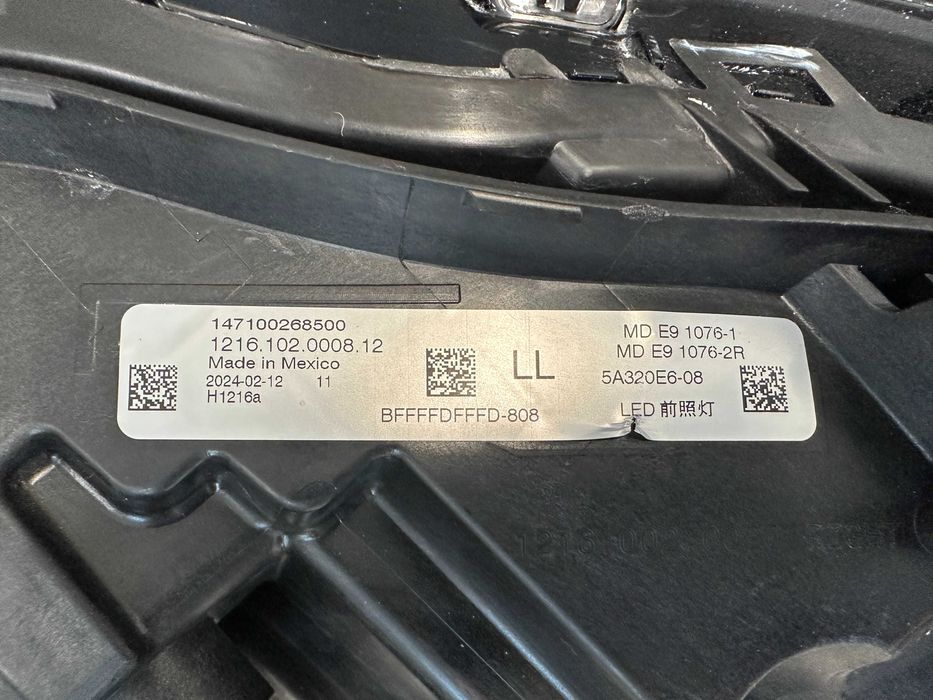 147100268500
1216.102.0008.12
Made in Mexico
2024-02-12 11
H1216a
LL
BFFFFDFFFD-808
MD E9 1076-1
MD E9 1076-2R
5A320E6-08
LED 前照灯